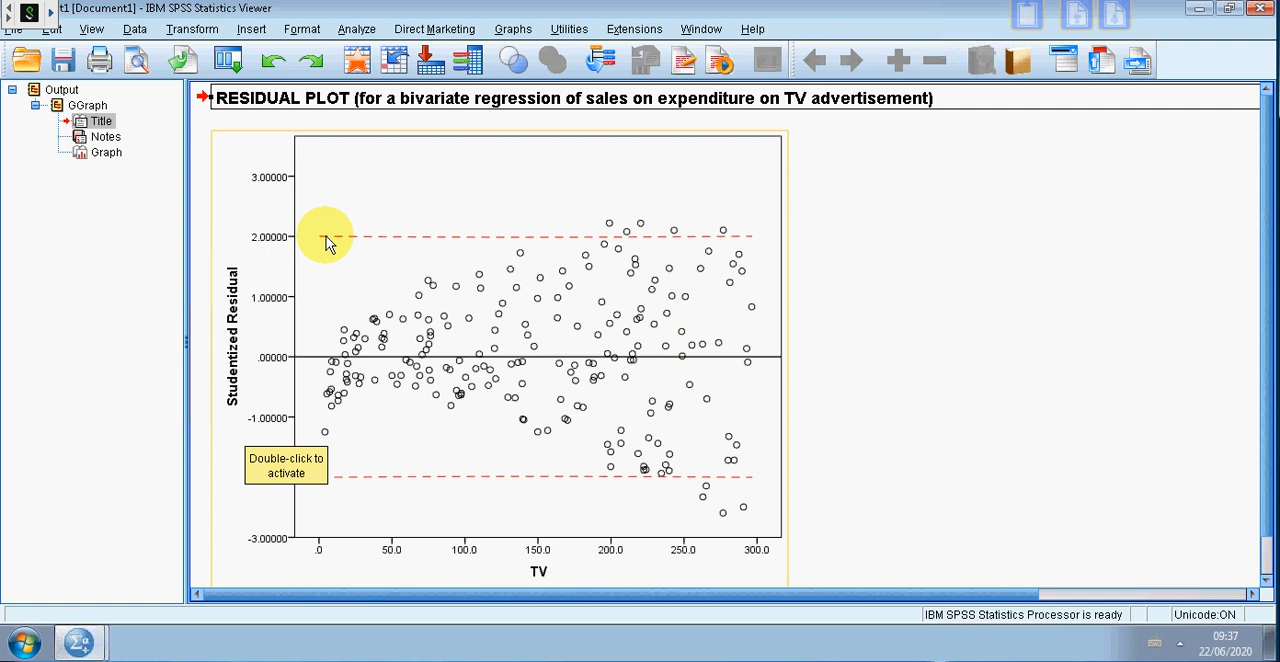 t1 [Document1] - IBM SPSS Statistics Viewer
File Edit View Data Transform Insert Format Analyze Direct Marketing Graphs Utilities Extensions Window Help
Output
GGraph
Title
Notes
Graph
RESIDUAL PLOT (for a bivariate regression of sales on expenditure on TV advertisement)
3.00000
2.00000
1.00000
.00000
-1.00000
-3.00000
Studentized Residual
Double-click to
activate
.0 50.0 100.0 150.0 200.0 250.0 300.0
TV
IBM SPSS Statistics Processor is ready Unicode:ON
09:37
22/06/2020